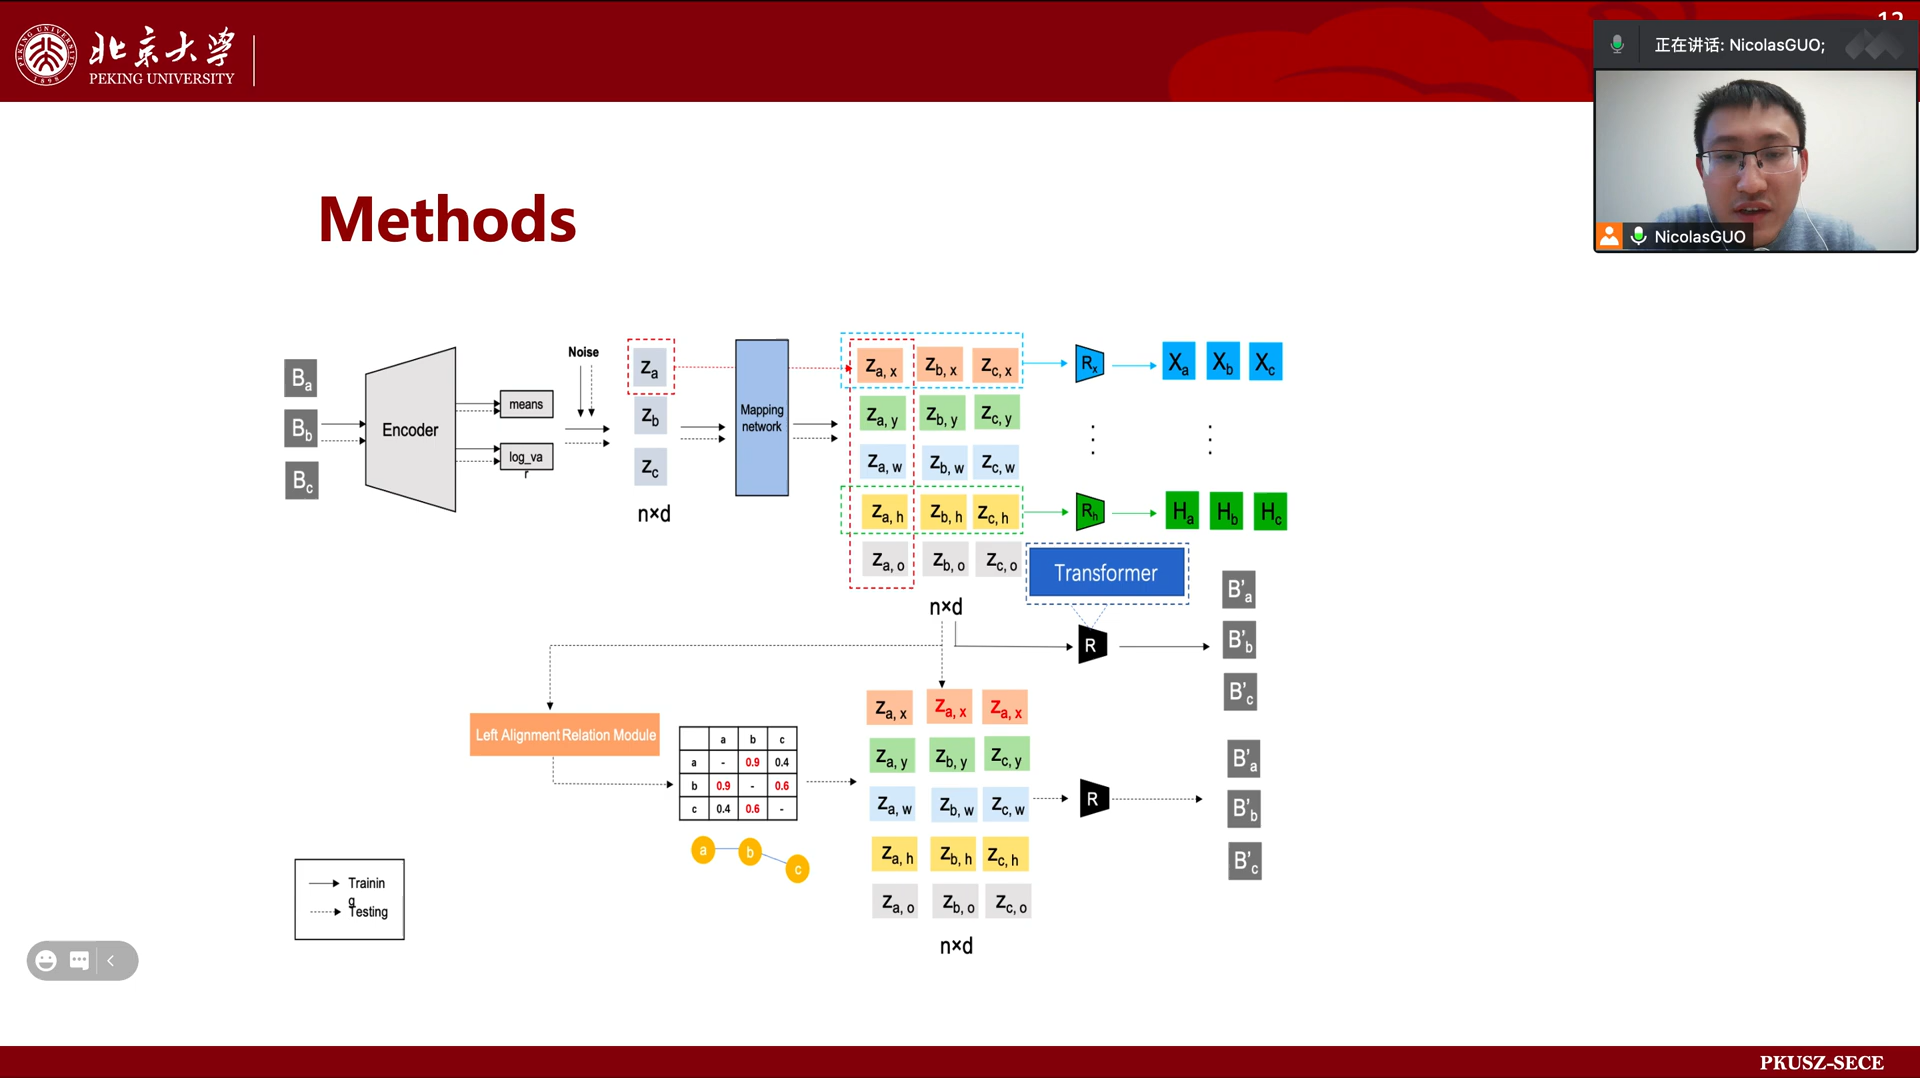 北京大学
PEKING UNIVERSITY
正在讲话: NicolasGUO;
NicolasGUO
Methods
Ba
Bb
Bc
Encoder
means
log_va
r
Noise
Za
Zb
Zc
n×d
Mapping
network
Za, x Zb, x Zc, x
Za, y Zb, y Zc, y
Za, w Zb, w Zc, w
Za, h Zb, h Zc, h
Za, o Zb, o Zc, o
n×d
Rx
Xa Xb Xc
Rh
Ha Hb Hc
Transformer
R
B'a
B'b
B'c
Left Alignment Relation Module
a b c
a - 0.9 0.4
b 0.9 - 0.6
c 0.4 0.6 -
a b c
Za, x Za, x Za, x
Za, y Zb, y Zc, y
Za, w Zb, w Zc, w
Za, h Zb, h Zc, h
Za, o Zb, o Zc, o
n×d
R
B'a
B'b
B'c
Trainin
g
Testing
PKUSZ-SECE